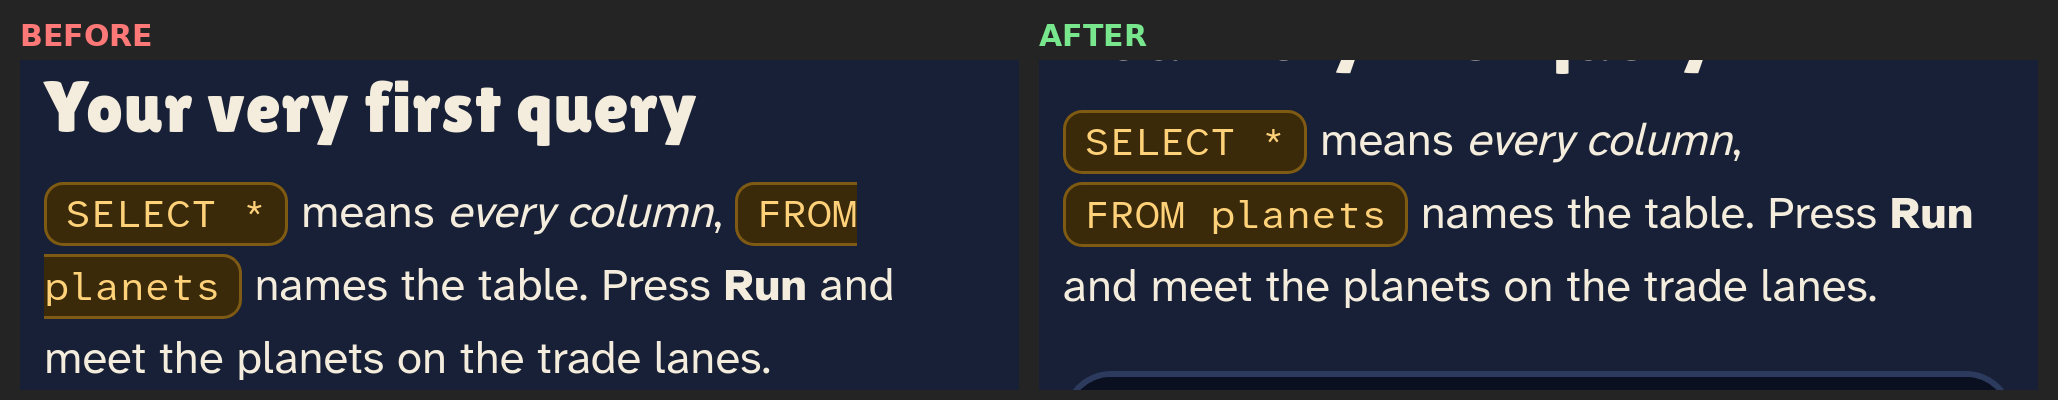 BEFORE
Your very first query
SELECT * means every column, FROM
planets names the table. Press Run and
meet the planets on the trade lanes.
AFTER
SELECT * means every column,
FROM planets names the table. Press Run
and meet the planets on the trade lanes.